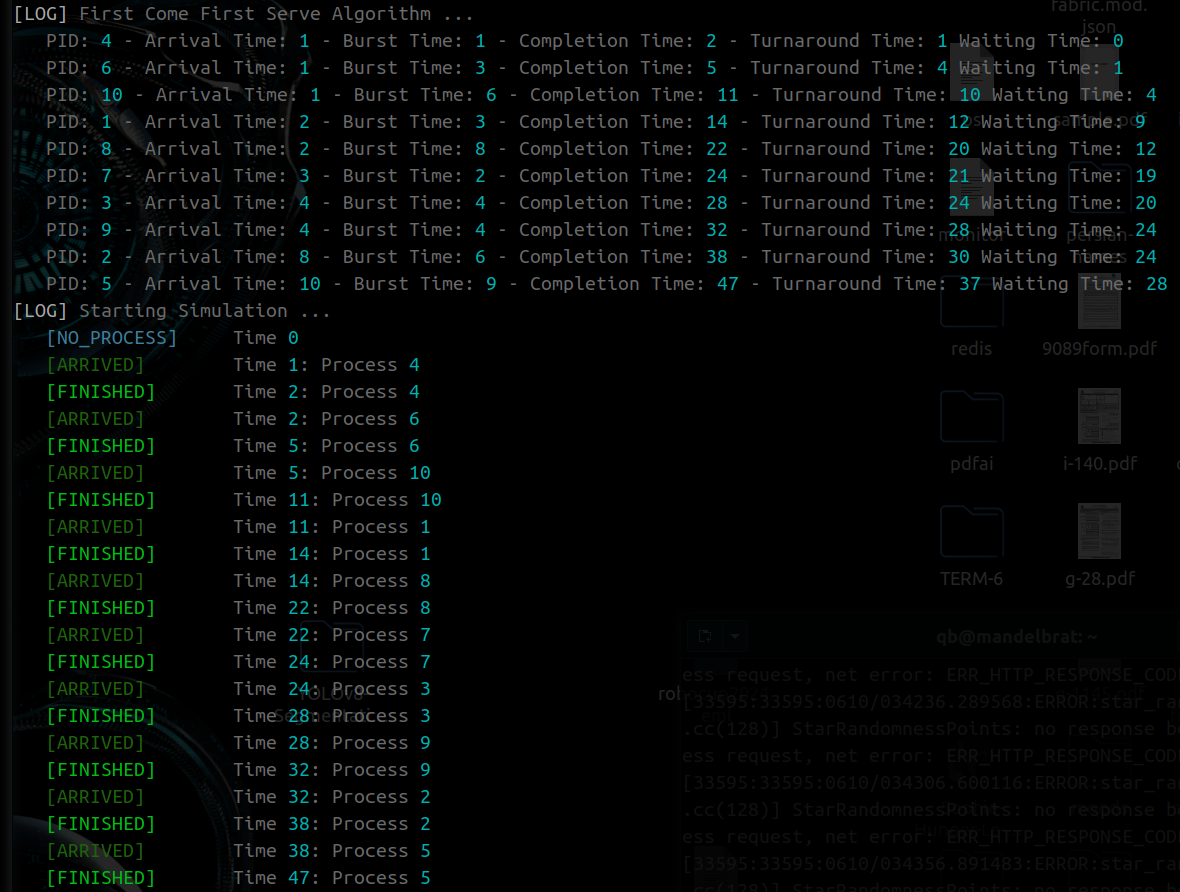 [LOG] First Come First Serve Algorithm ...
PID: 4 - Arrival Time: 1 - Burst Time: 1 - Completion Time: 2 - Turnaround Time: 1 Waiting Time: 0
PID: 6 - Arrival Time: 1 - Burst Time: 3 - Completion Time: 5 - Turnaround Time: 4 Waiting Time: 1
PID: 10 - Arrival Time: 1 - Burst Time: 6 - Completion Time: 11 - Turnaround Time: 10 Waiting Time: 4
PID: 1 - Arrival Time: 2 - Burst Time: 3 - Completion Time: 14 - Turnaround Time: 12 Waiting Time: 9
PID: 8 - Arrival Time: 2 - Burst Time: 8 - Completion Time: 22 - Turnaround Time: 20 Waiting Time: 12
PID: 7 - Arrival Time: 3 - Burst Time: 2 - Completion Time: 24 - Turnaround Time: 21 Waiting Time: 19
PID: 3 - Arrival Time: 4 - Burst Time: 4 - Completion Time: 28 - Turnaround Time: 24 Waiting Time: 20
PID: 9 - Arrival Time: 4 - Burst Time: 4 - Completion Time: 32 - Turnaround Time: 28 Waiting Time: 24
PID: 2 - Arrival Time: 8 - Burst Time: 6 - Completion Time: 38 - Turnaround Time: 30 Waiting Time: 24
PID: 5 - Arrival Time: 10 - Burst Time: 9 - Completion Time: 47 - Turnaround Time: 37 Waiting Time: 28
[LOG] Starting Simulation ...
[NO_PROCESS] Time 0
[ARRIVED] Time 1: Process 4
[FINISHED] Time 2: Process 4
[ARRIVED] Time 2: Process 6
[FINISHED] Time 5: Process 6
[ARRIVED] Time 5: Process 10
[FINISHED] Time 11: Process 10
[ARRIVED] Time 11: Process 1
[FINISHED] Time 14: Process 1
[ARRIVED] Time 14: Process 8
[FINISHED] Time 22: Process 8
[ARRIVED] Time 22: Process 7
[FINISHED] Time 24: Process 7
[ARRIVED] Time 24: Process 3
[FINISHED] Time 28: Process 3
[ARRIVED] Time 28: Process 9
[FINISHED] Time 32: Process 9
[ARRIVED] Time 32: Process 2
[FINISHED] Time 38: Process 2
[ARRIVED] Time 38: Process 5
[FINISHED] Time 47: Process 5
fabric.mod.
json
sample.pdf
monitor
persian-
names
redis
9089form.pdf
pdfai
i-140.pdf
TERM-6
g-28.pdf
YOLOv8
rob
qb@mandelbrat: ~
ess request, net error: ERR_HTTP_RESPONSE_CODE
[33595:33595:0610/034236.289568:ERROR:star_ra
.cc(128)] StarRandomnessPoints: no response b
ess request, net error: ERR_HTTP_RESPONSE_CODE
[33595:33595:0610/034306.600116:ERROR:star_ra
.cc(128)] StarRandomnessPoints: no response b
ess request, net error: ERR_HTTP_RESPONSE_CODE
[33595:33595:0610/034356.891483:ERROR:star_ra